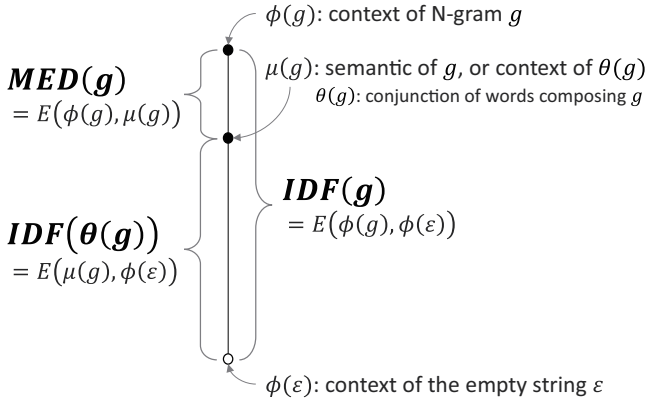 ϕ(g): context of N-gram g
MED(g)
= E(ϕ(g), μ(g))
μ(g): semantic of g, or context of θ(g)
θ(g): conjunction of words composing g
IDF(g)
= E(ϕ(g), ϕ(ε))
IDF(θ(g))
= E(μ(g), ϕ(ε))
ϕ(ε): context of the empty string ε